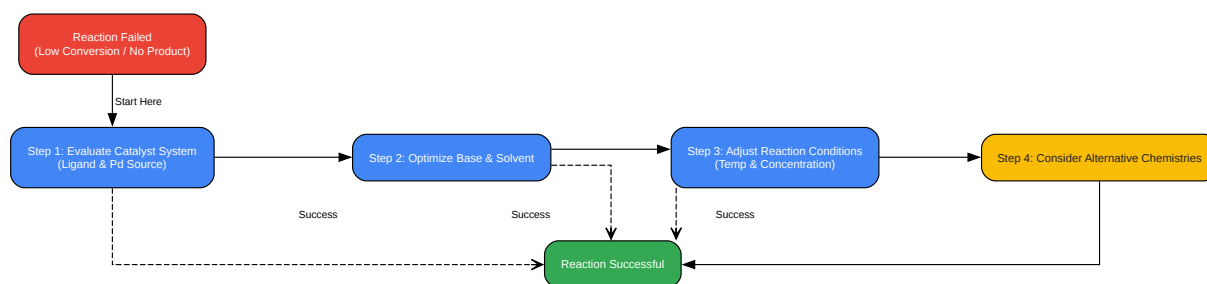 Reaction Failed
(Low Conversion / No Product)
Start Here
Step 1: Evaluate Catalyst System
(Ligand & Pd Source)
Step 2: Optimize Base & Solvent
Step 3: Adjust Reaction Conditions
(Temp & Concentration)
Step 4: Consider Alternative Chemistries
Success
Success
Success
Reaction Successful